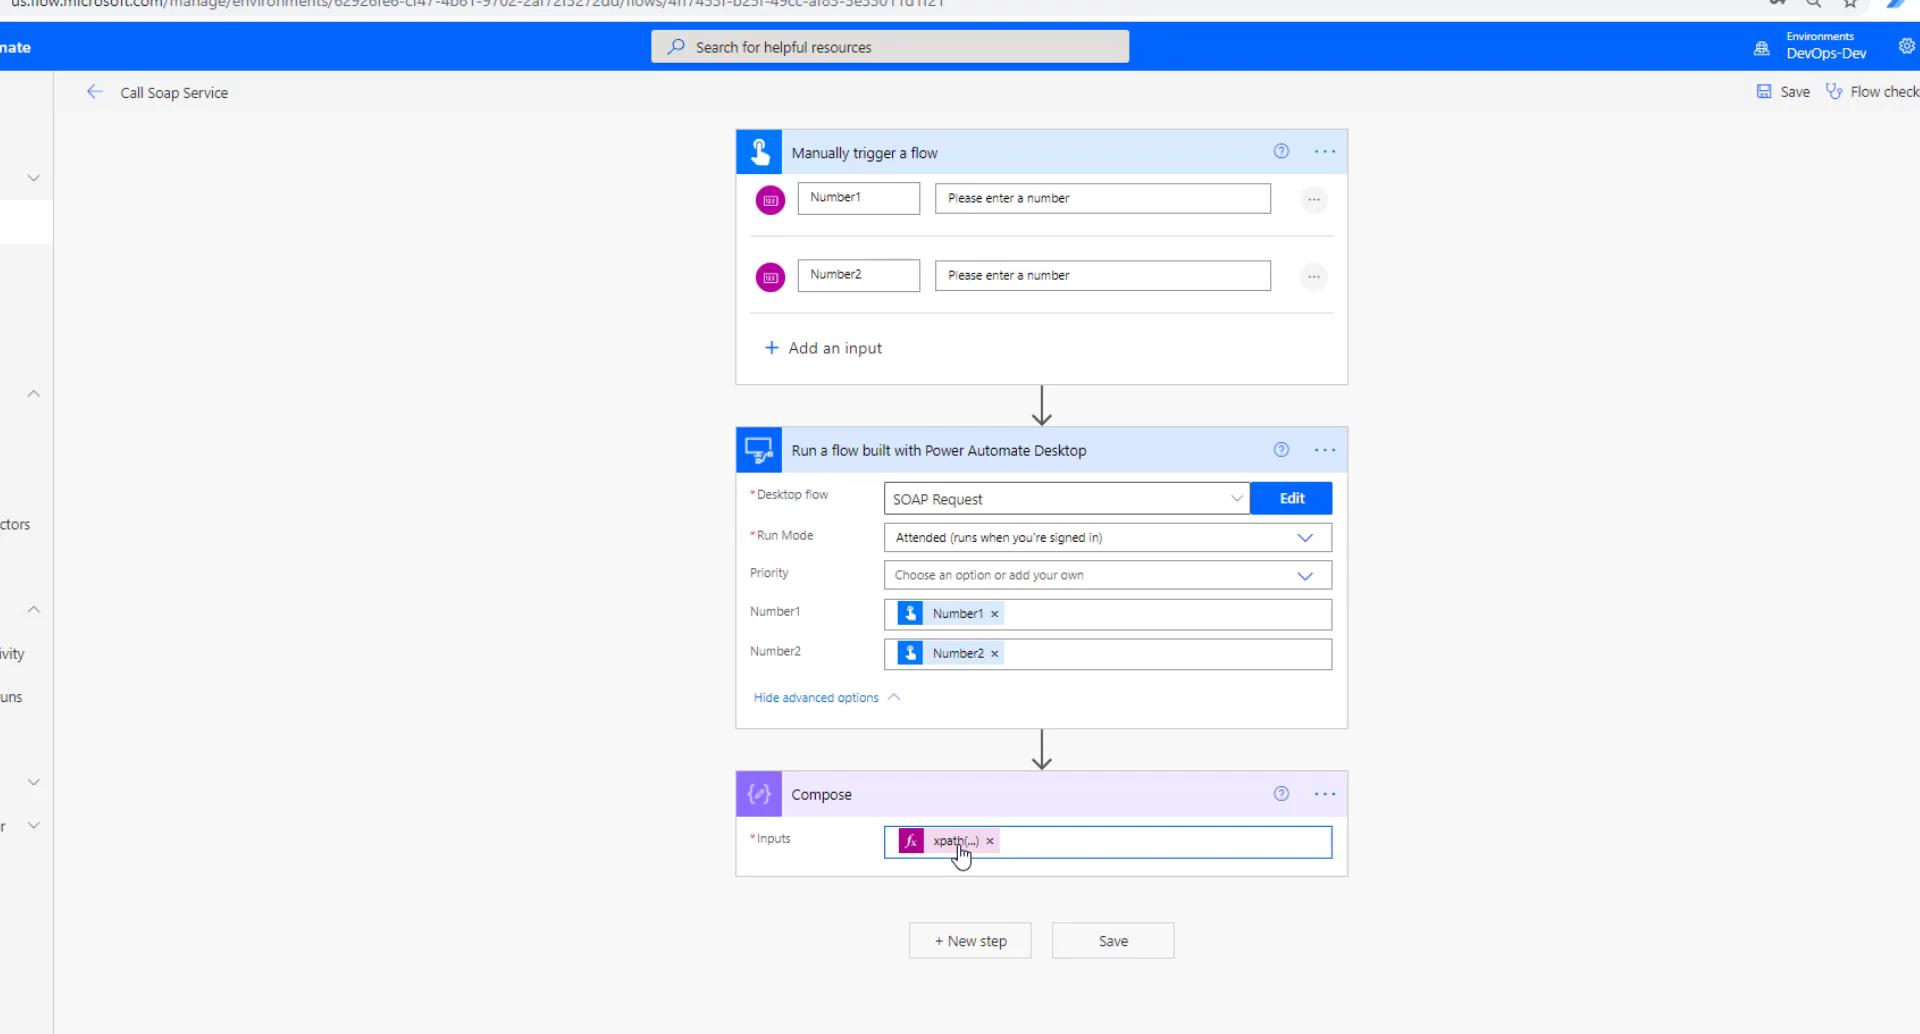 mate
Search for helpful resources
Environments
DevOps-Dev
Call Soap Service
Save
Flow check
Manually trigger a flow
Number1
Please enter a number
Number2
Please enter a number
+ Add an input
Run a flow built with Power Automate Desktop
*Desktop flow
SOAP Request
Edit
*Run Mode
Attended (runs when you're signed in)
Priority
Choose an option or add your own
Number1
Number1 ×
Number2
Number2 ×
Hide advanced options
Compose
*Inputs
fx xpath(...) ×
+ New step
Save
ctors
ivity
uns
r